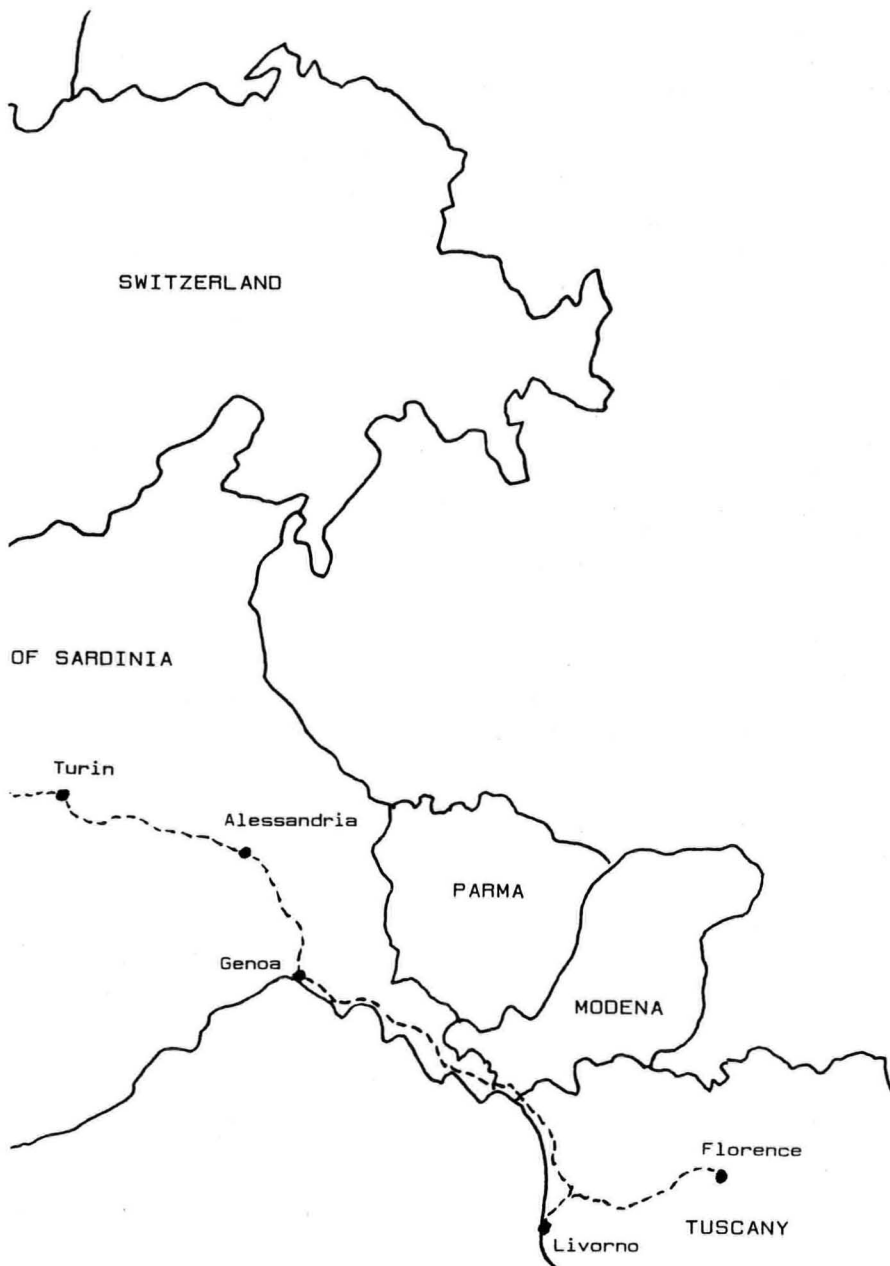 SWITZERLAND
OF SARDINIA
Turin
Alessandria
PARMA
Genoa
MODENA
Florence
TUSCANY
Livorno